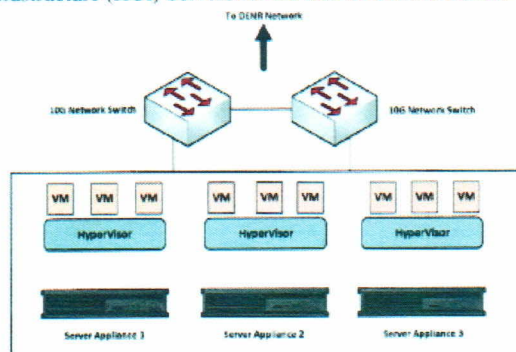 To DENR Network
10G Network Switch
10G Network Switch
VM VM VM VM VM VM VM VM VM
HyperVisor HyperVisor HyperVisor
Server Appliance 1 Server Appliance 2 Server Appliance 3